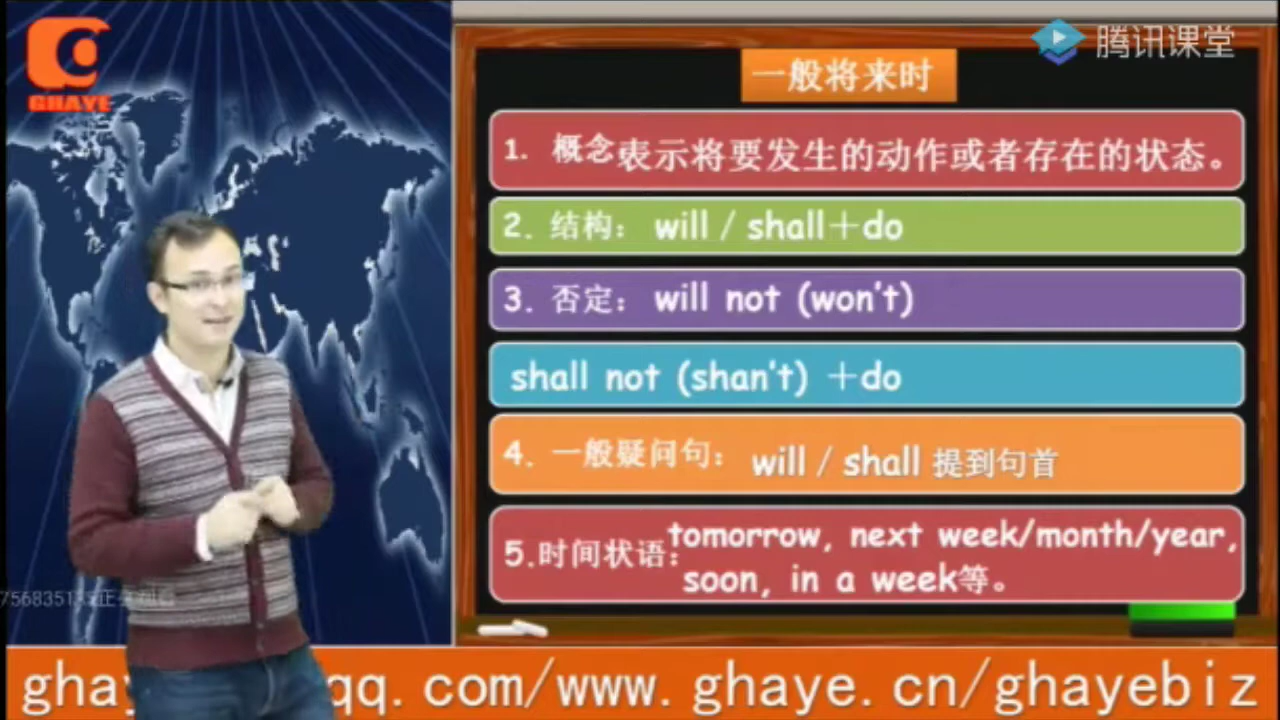 GHAYE
腾讯课堂
一般将来时
1. 概念表示将要发生的动作或者存在的状态。
2. 结构： will / shall＋do
3. 否定： will not (won't)
shall not (shan't) ＋do
4. 一般疑问句： will / shall 提到句首
5.时间状语：tomorrow, next week/month/year,
soon, in a week等。
qq. com/www. ghaye. cn/ghayebiz